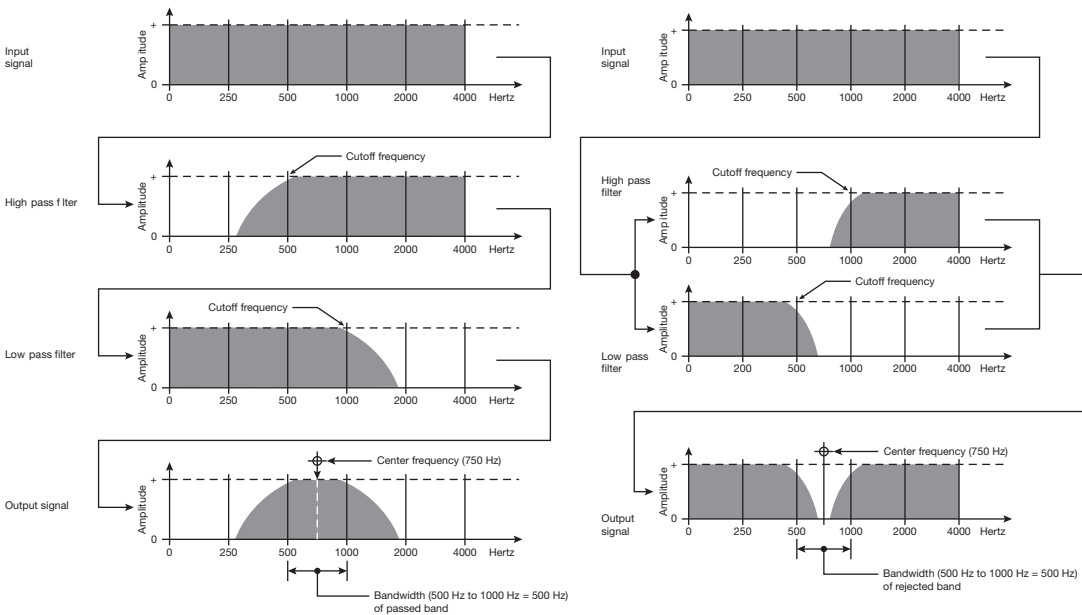 Input
signal
Amplitude
+
0
0 250 500 1000 2000 4000 Hertz
High pass f lter
Amplitude
+
0
Cutoff frequency
0 250 500 1000 2000 4000 Hertz
Low pass filter
Amplitude
+
0
Cutoff frequency
0 250 500 1000 2000 4000 Hertz
Output signal
Amplitude
+
0
Center frequency (750 Hz)
0 250 500 1000 2000 4000 Hertz
Bandwidth (500 Hz to 1000 Hz = 500 Hz)
of passed band
Input
signal
Amplitude
+
0
0 250 500 1000 2000 4000 Hertz
High pass
filter
Amplitude
+
0
Cutoff frequency
0 250 500 1000 2000 4000 Hertz
Low pass
filter
Amplitude
+
0
Cutoff frequency
0 200 500 1000 2000 4000 Hertz
Output
signal
Amplitude
+
0
Center frequency (750 Hz)
0 250 500 1000 2000 4000 Hertz
Bandwidth (500 Hz to 1000 Hz = 500 Hz)
of rejected band